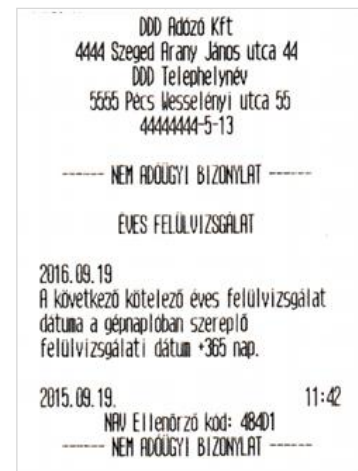 DDD Adózó Kft
4444 Szeged Arany János utca 44
DDD Telephelynév
5555 Pécs Wesselényi utca 55
44444444-5-13
------ NEM ADÓÜGYI BIZONYLAT ------
ÉVES FELÜLVIZSGÁLAT
2016.09.19
A következő kötelező éves felülvizsgálat
dátuma a gépnaplóban szereplő
felülvizsgálati dátum +365 nap.
2015.09.19. 11:42
NAV Ellenőrző kód: 484D1
------ NEM ADÓÜGYI BIZONYLAT ------